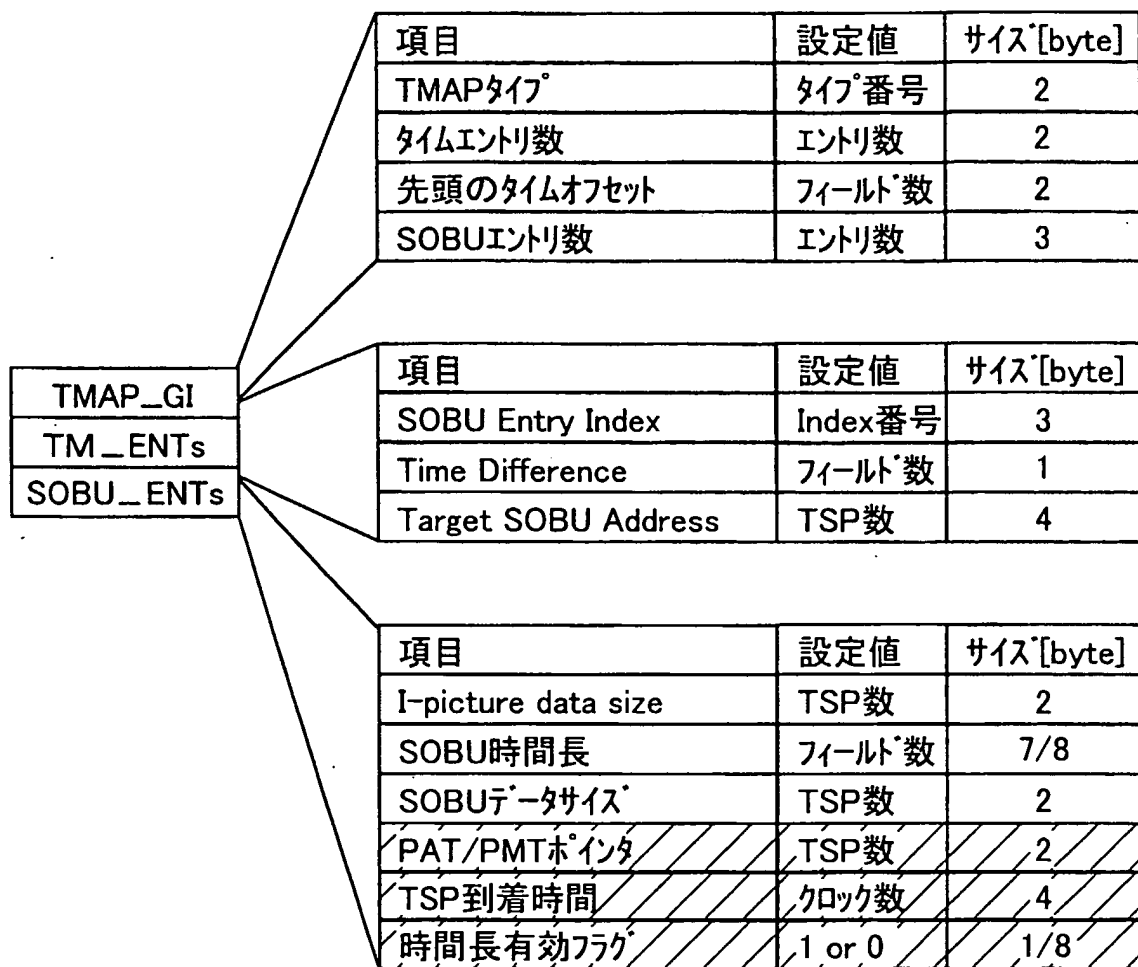 項目 設定値 サイズ[byte]
TMAPタイプ タイプ番号 2
タイムエントリ数 エントリ数 2
先頭のタイムオフセット フィールド数 2
SOBUエントリ数 エントリ数 3
TMAP_GI
TM_ENTs
SOBU_ENTs
項目 設定値 サイズ[byte]
SOBU Entry Index Index番号 3
Time Difference フィールド数 1
Target SOBU Address TSP数 4
項目 設定値 サイズ[byte]
I-picture data size TSP数 2
SOBU時間長 フィールド数 7/8
SOBUデータサイズ TSP数 2
PAT/PMTポインタ TSP数 2
TSP到着時間 クロック数 4
時間長有効フラグ 1 or 0 1/8